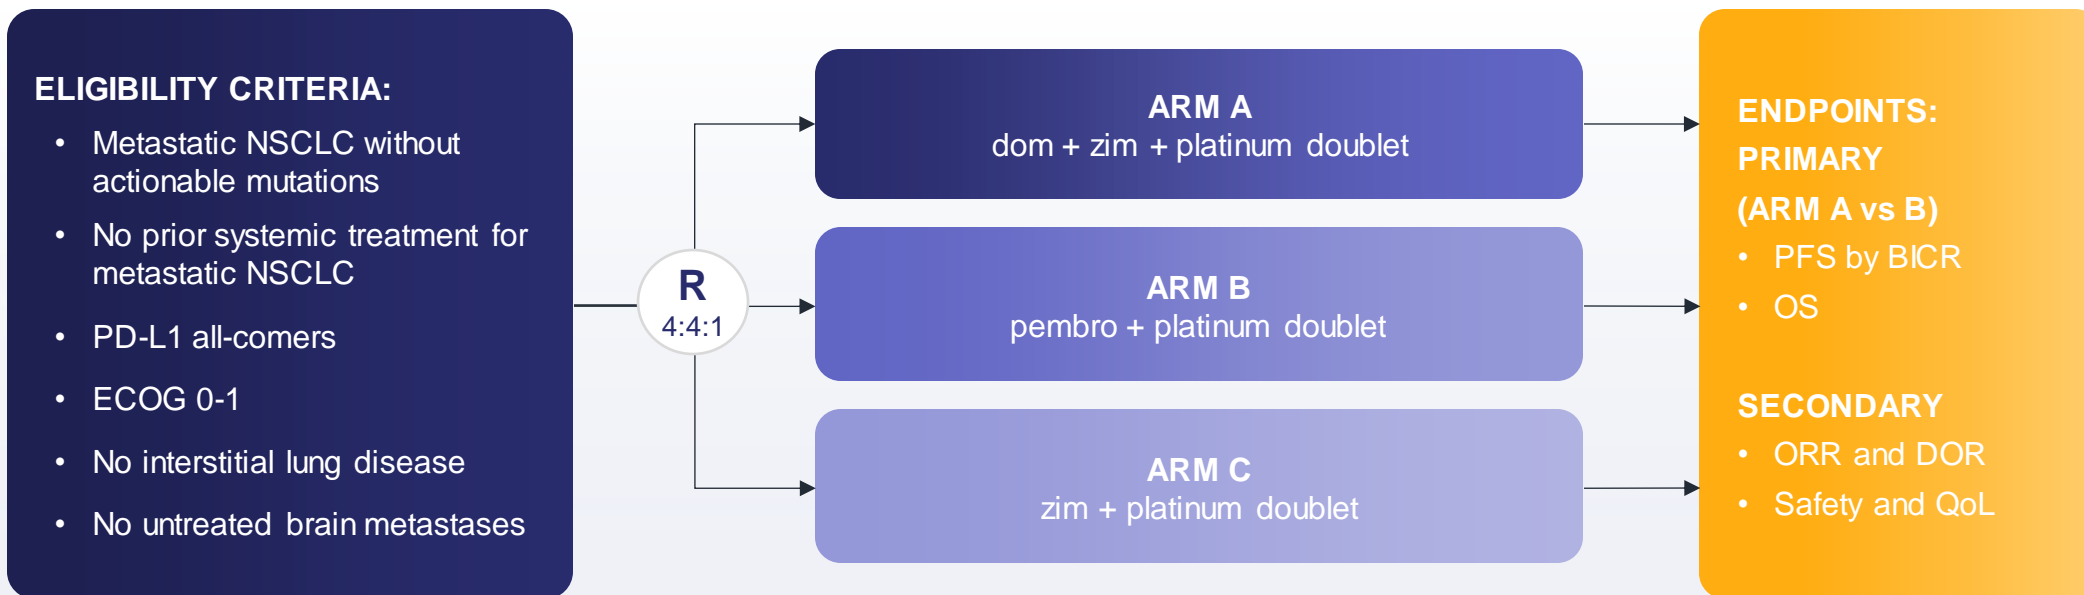 ELIGIBILITY CRITERIA:
• Metastatic NSCLC without
actionable mutations
• No prior systemic treatment for
metastatic NSCLC
• PD-L1 all-comers
• ECOG 0-1
• No interstitial lung disease
• No untreated brain metastases
R
4:4:1
ARM A
dom + zim + platinum doublet
ARM B
pembro + platinum doublet
ARM C
zim + platinum doublet
ENDPOINTS:
PRIMARY
(ARM A vs B)
• PFS by BICR
• OS
SECONDARY
• ORR and DOR
• Safety and QoL